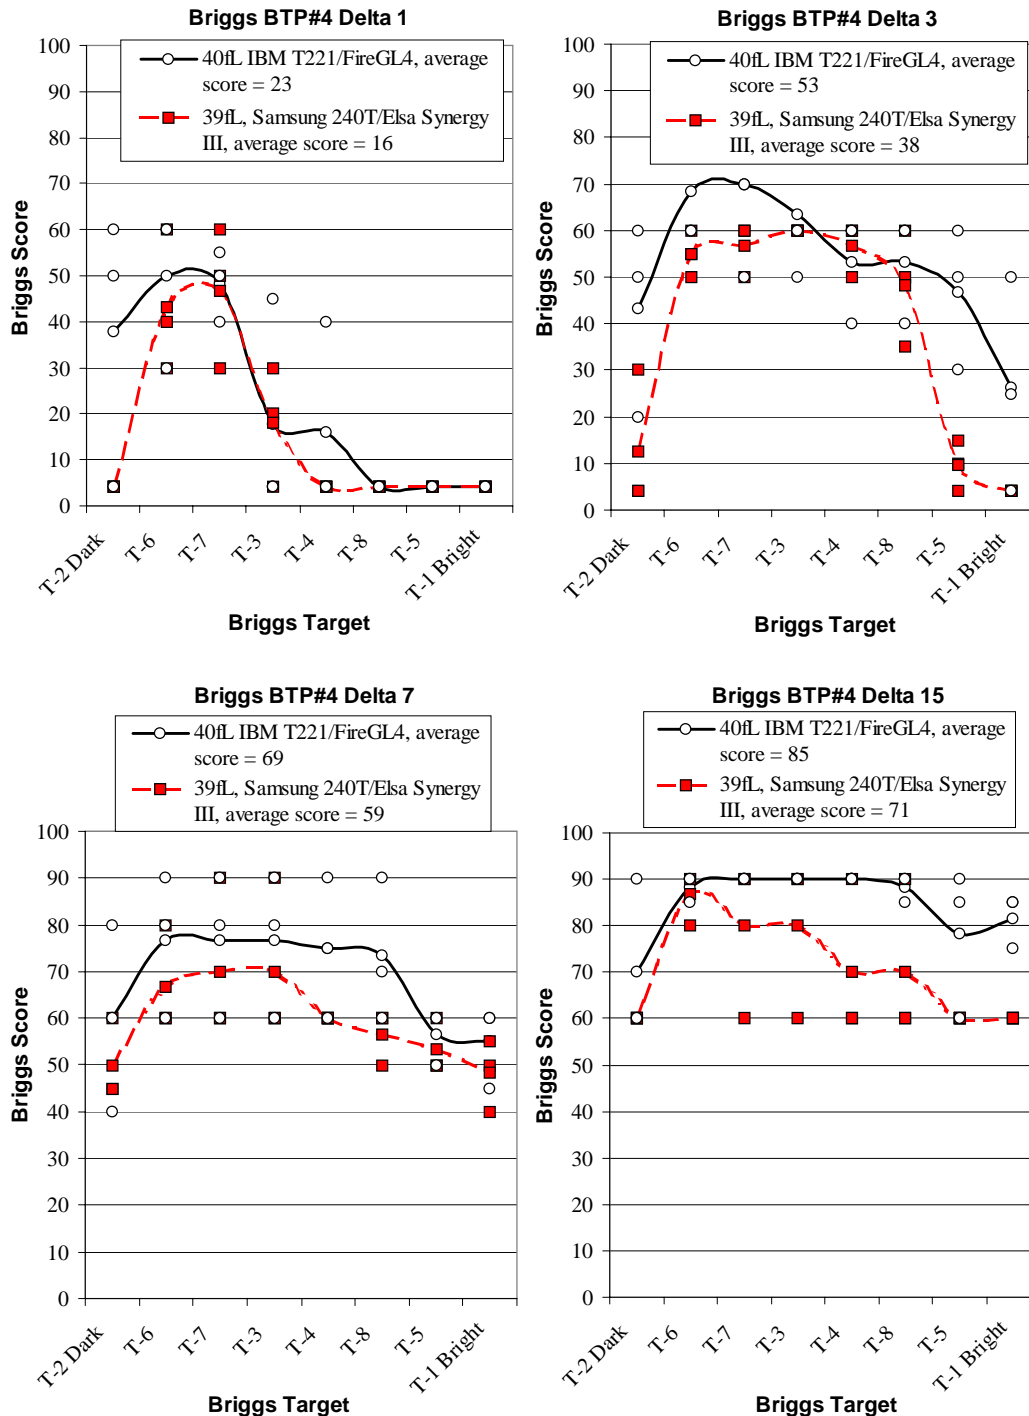 Briggs BTP#4 Delta 1
40fL IBM T221/FireGL4, average
score = 23
39fL, Samsung 240T/Elsa Synergy
III, average score = 16
100
90
80
70
60
50
40
30
20
10
0
Briggs Score
T-2 Dark
T-6
T-7
T-3
T-4
T-8
T-5
T-1 Bright
Briggs Target
Briggs BTP#4 Delta 3
40fL IBM T221/FireGL4, average
score = 53
39fL, Samsung 240T/Elsa Synergy
III, average score = 38
100
90
80
70
60
50
40
30
20
10
0
Briggs Score
T-2 Dark
T-6
T-7
T-3
T-4
T-8
T-5
T-1 Bright
Briggs Target
Briggs BTP#4 Delta 7
40fL IBM T221/FireGL4, average
score = 69
39fL, Samsung 240T/Elsa Synergy
III, average score = 59
100
90
80
70
60
50
40
30
20
10
0
Briggs Score
T-2 Dark
T-6
T-7
T-3
T-4
T-8
T-5
T-1 Bright
Briggs Target
Briggs BTP#4 Delta 15
40fL IBM T221/FireGL4, average
score = 85
39fL, Samsung 240T/Elsa Synergy
III, average score = 71
100
90
80
70
60
50
40
30
20
10
0
Briggs Score
T-2 Dark
T-6
T-7
T-3
T-4
T-8
T-5
T-1 Bright
Briggs Target